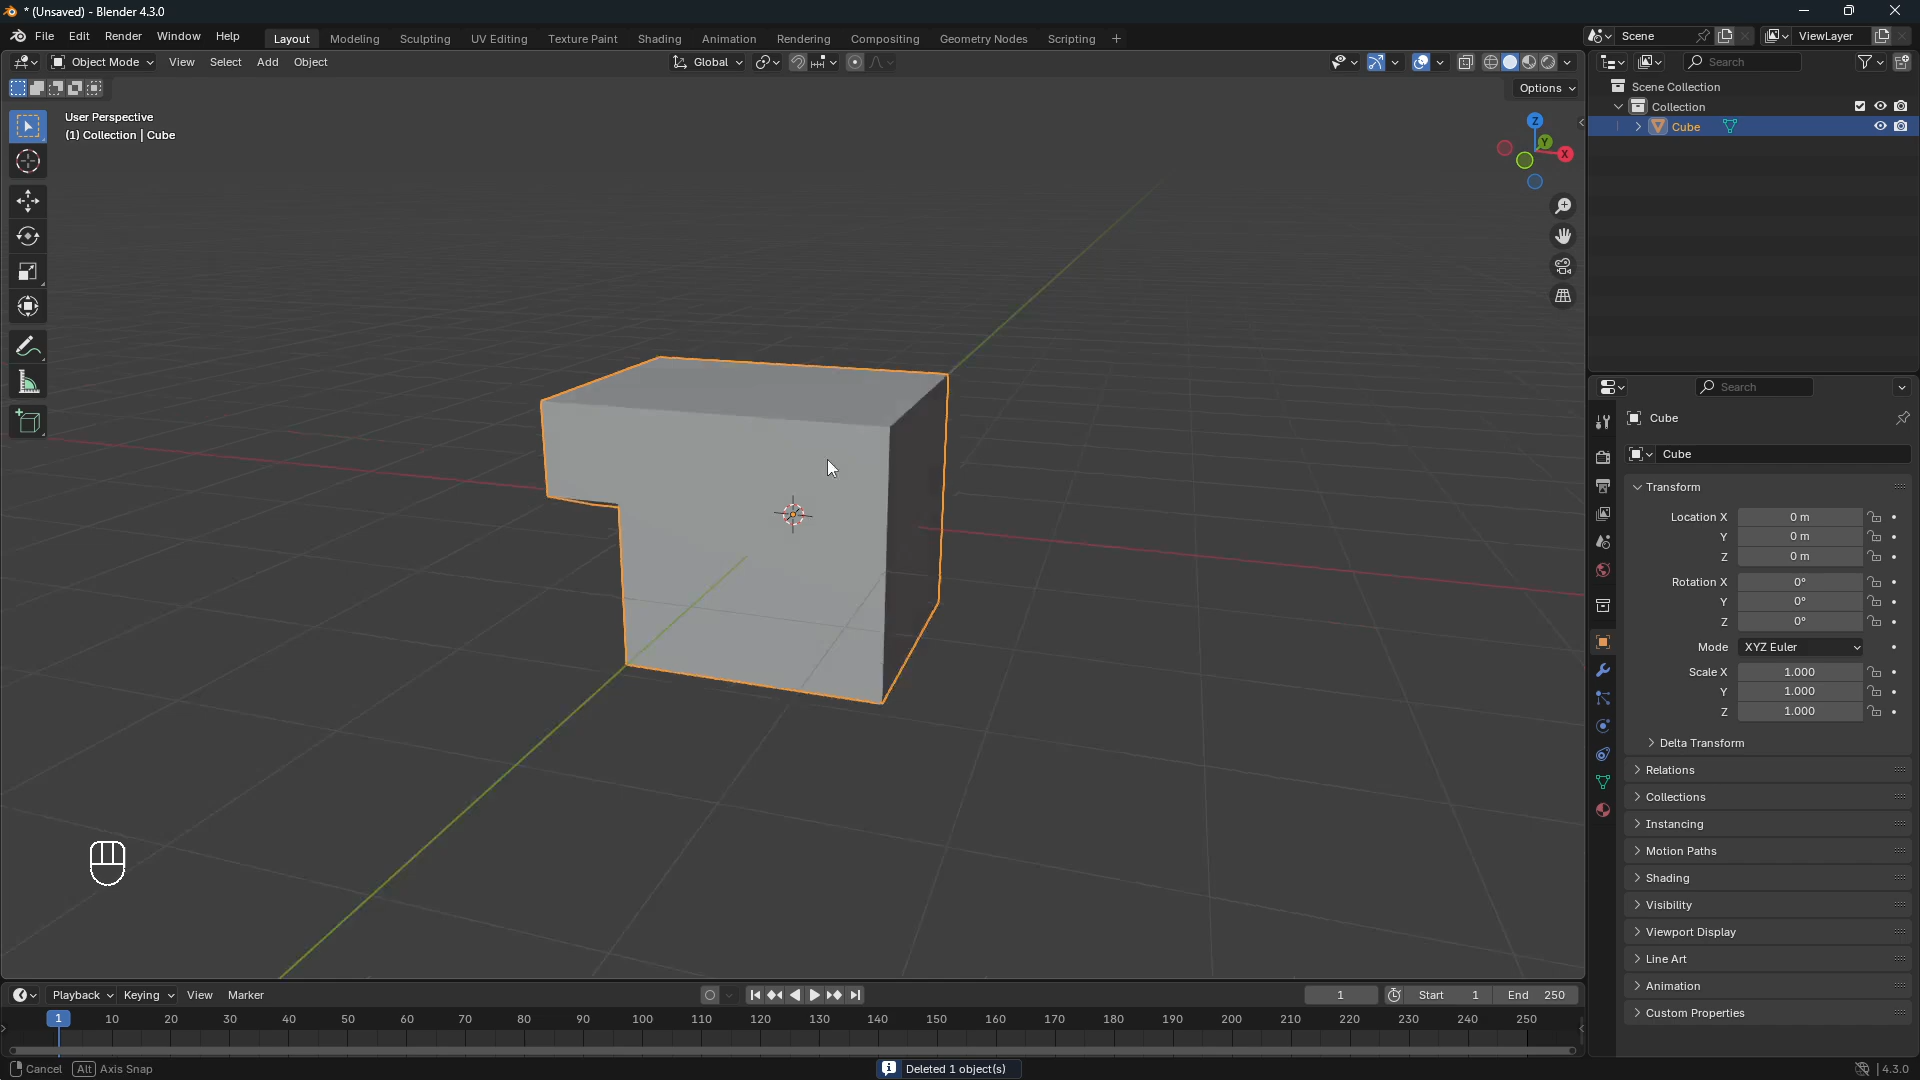 * (Unsaved) - Blender 4.3.0
File Edit Render Window Help Layout Modeling Sculpting UV Editing Texture Paint Shading Animation Rendering Compositing Geometry Nodes Scripting + Scene ViewLayer
Object Mode View Select Add Object Global Search
Options
User Perspective
(1) Collection | Cube
Z
Y
X
Scene Collection
Collection
Cube
Search
Cube
Cube
Transform
Location X 0 m
Y 0 m
Z 0 m
Rotation X 0°
Y 0°
Z 0°
Mode XYZ Euler
Scale X 1.000
Y 1.000
Z 1.000
Delta Transform
Relations
Collections
Instancing
Motion Paths
Shading
Visibility
Viewport Display
Line Art
Animation
Custom Properties
Playback Keying View Marker 1 Start 1 End 250
1 10 20 30 40 50 60 70 80 90 100 110 120 130 140 150 160 170 180 190 200 210 220 230 240 250
Cancel Alt Axis Snap Deleted 1 object(s) 4.3.0